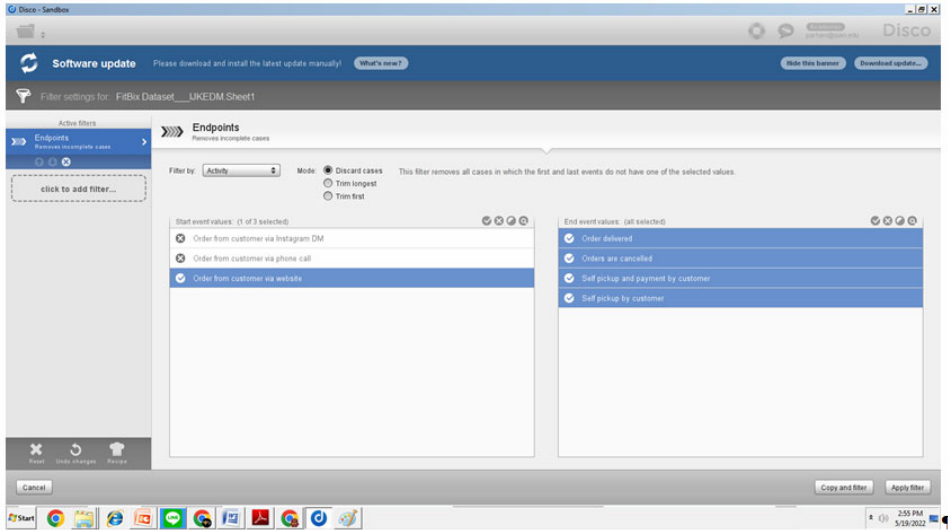 Disco - Sandbox
Disco
Software update
Please download and install the latest update manually!
What's new?
Hide this banner
Download update...
Filter settings for: FitBix Dataset___IJKEDM.Sheet1
Active filters
Endpoints
Removes incomplete cases
click to add filter...
Endpoints
Removes incomplete cases
Filter by: Activity
Mode: Discard cases
Trim longest
Trim first
This filter removes all cases in which the first and last events do not have one of the selected values.
Start event values: (1 of 3 selected)
Order from customer via Instagram DM
Order from customer via phone call
Order from customer via website
End event values: (all selected)
Order delivered
Orders are cancelled
Self pickup and payment by customer
Self pickup by customer
Reset
Undo changes
Recipe
Cancel
Copy and filter
Apply filter
Start
LINE
2:55 PM
5/19/2022